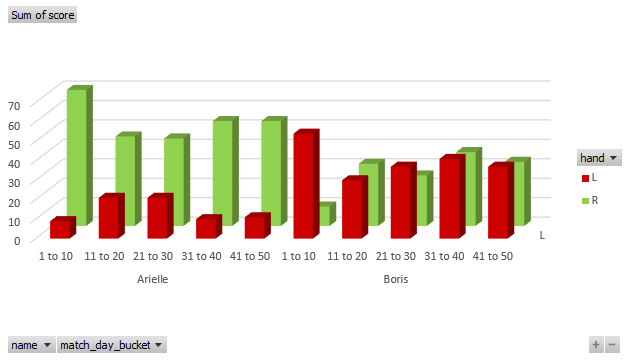 Sum of score
70
60
50
40
30
20
10
0
hand
L
R
L
1 to 10 11 to 20 21 to 30 31 to 40 41 to 50 1 to 10 11 to 20 21 to 30 31 to 40 41 to 50
Arielle Boris
name match_day_bucket + −